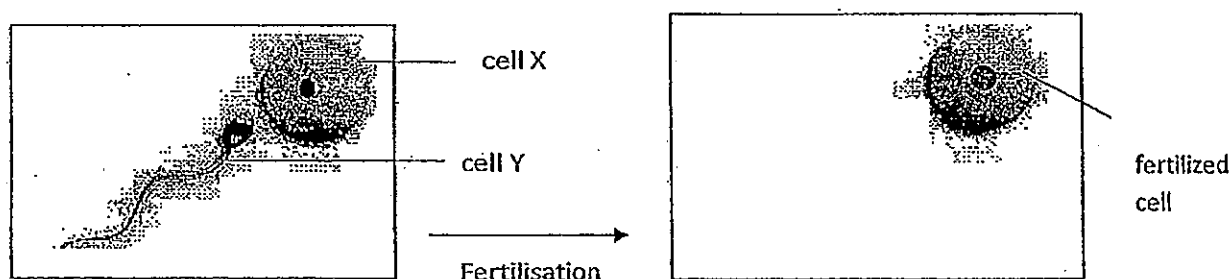 cell X
cell Y
Fertilisation
fertilized
cell